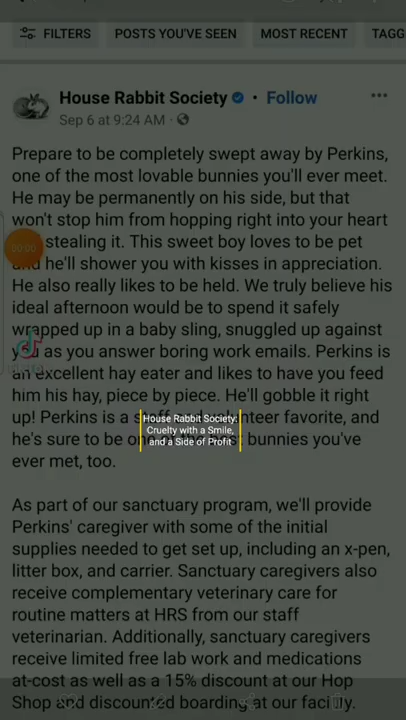 FILTERS POSTS YOU'VE SEEN MOST RECENT TAGG
House Rabbit Society • Follow
Sep 6 at 9:24 AM •
Prepare to be completely swept away by Perkins,
one of the most lovable bunnies you'll ever meet.
He may be permanently on his side, but that
won't stop him from hopping right into your heart
stealing it. This sweet boy loves to be pet
and he'll shower you with kisses in appreciation.
He also really likes to be held. We truly believe his
ideal afternoon would be to spend it safely
wrapped up in a baby sling, snuggled up against
you as you answer boring work emails. Perkins is
an excellent hay eater and likes to have you feed
him his hay, piece by piece. He'll gobble it right
up! Perkins is a staff and volunteer favorite, and
he's sure to be one of the best bunnies you've
ever met, too.
House Rabbit Society:
Cruelty with a Smile,
and a Side of Profit
As part of our sanctuary program, we'll provide
Perkins' caregiver with some of the initial
supplies needed to get set up, including an x-pen,
litter box, and carrier. Sanctuary caregivers also
receive complementary veterinary care for
routine matters at HRS from our staff
veterinarian. Additionally, sanctuary caregivers
receive limited free lab work and medications
at-cost as well as a 15% discount at our Hop
Shop and discounted boarding at our facility.